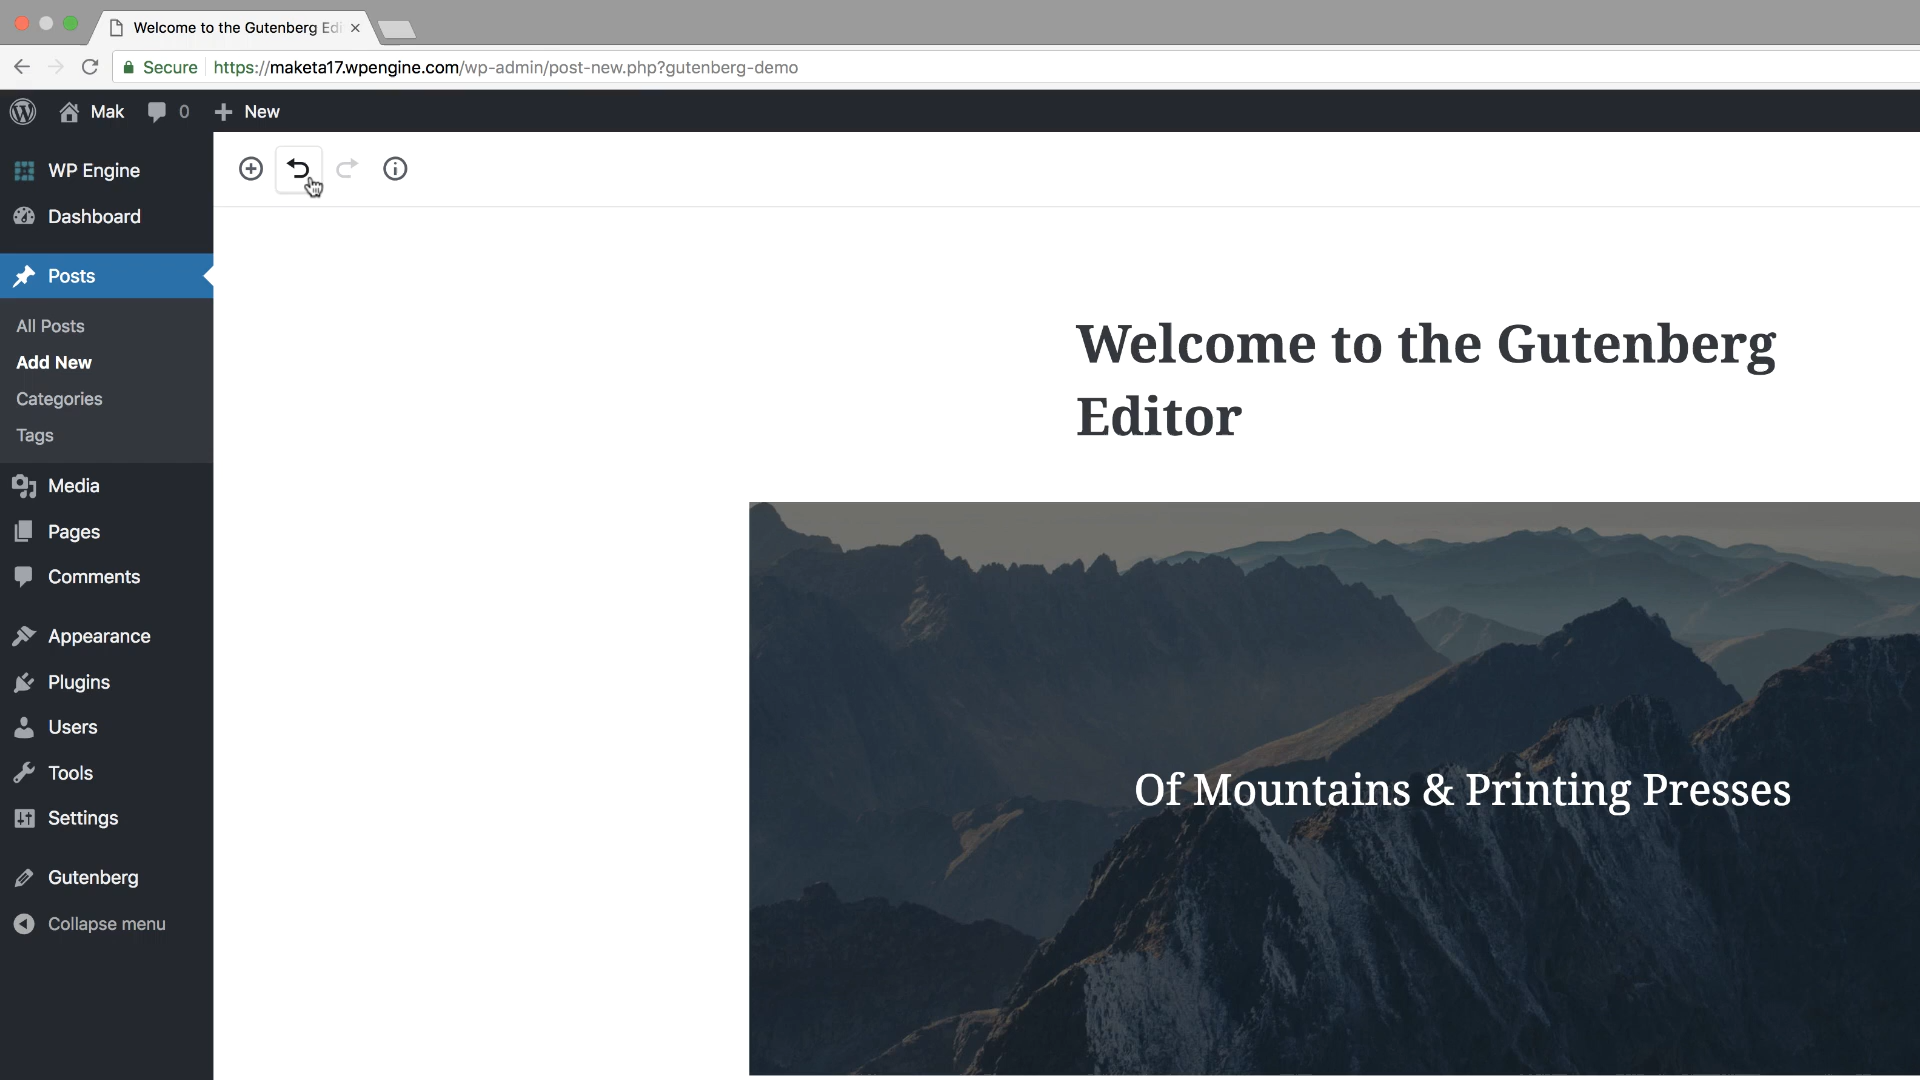 Welcome to the Gutenberg Edi
Secure https://maketa17.wpengine.com/wp-admin/post-new.php?gutenberg-demo
Mak 0 New
WP Engine
Dashboard
Posts
All Posts
Add New
Categories
Tags
Media
Pages
Comments
Appearance
Plugins
Users
Tools
Settings
Gutenberg
Collapse menu
Welcome to the Gutenberg
Editor
Of Mountains & Printing Presses